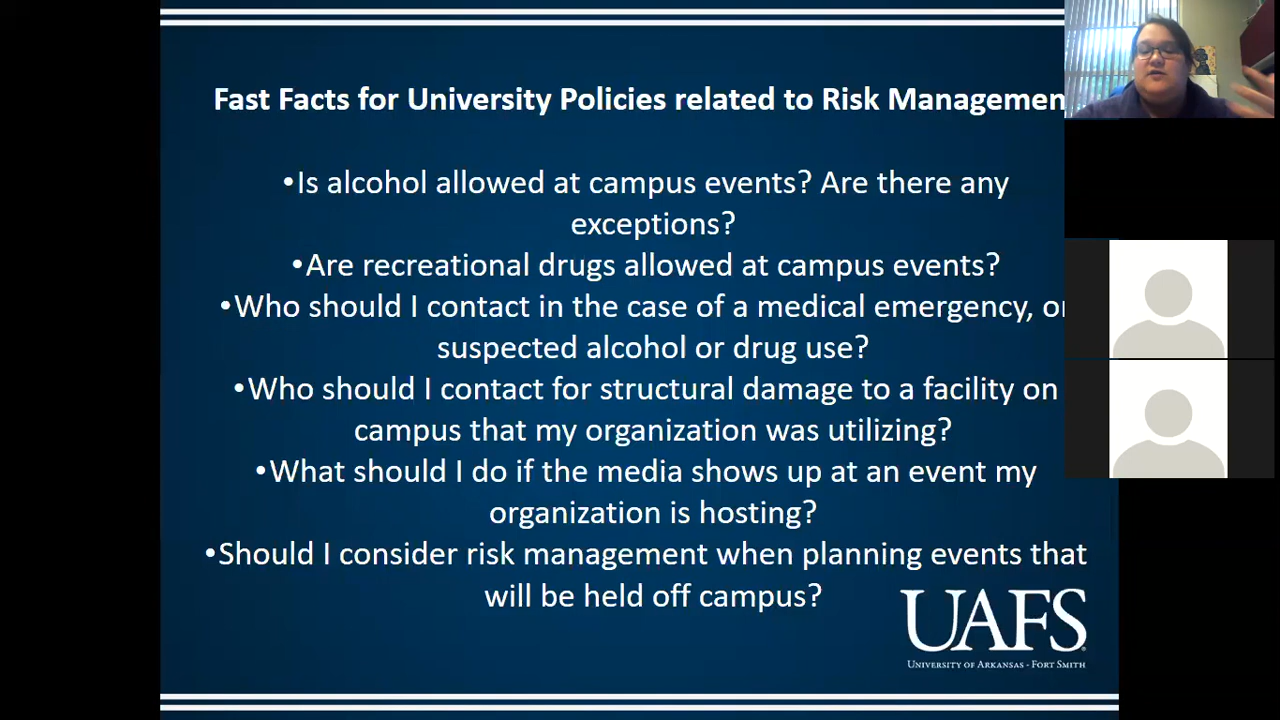 Fast Facts for University Policies related to Risk Managemen
•Is alcohol allowed at campus events? Are there any
exceptions?
•Are recreational drugs allowed at campus events?
•Who should I contact in the case of a medical emergency, or
suspected alcohol or drug use?
•Who should I contact for structural damage to a facility on
campus that my organization was utilizing?
•What should I do if the media shows up at an event my
organization is hosting?
•Should I consider risk management when planning events that
will be held off campus?
UAFS
UNIVERSITY OF ARKANSAS - FORT SMITH